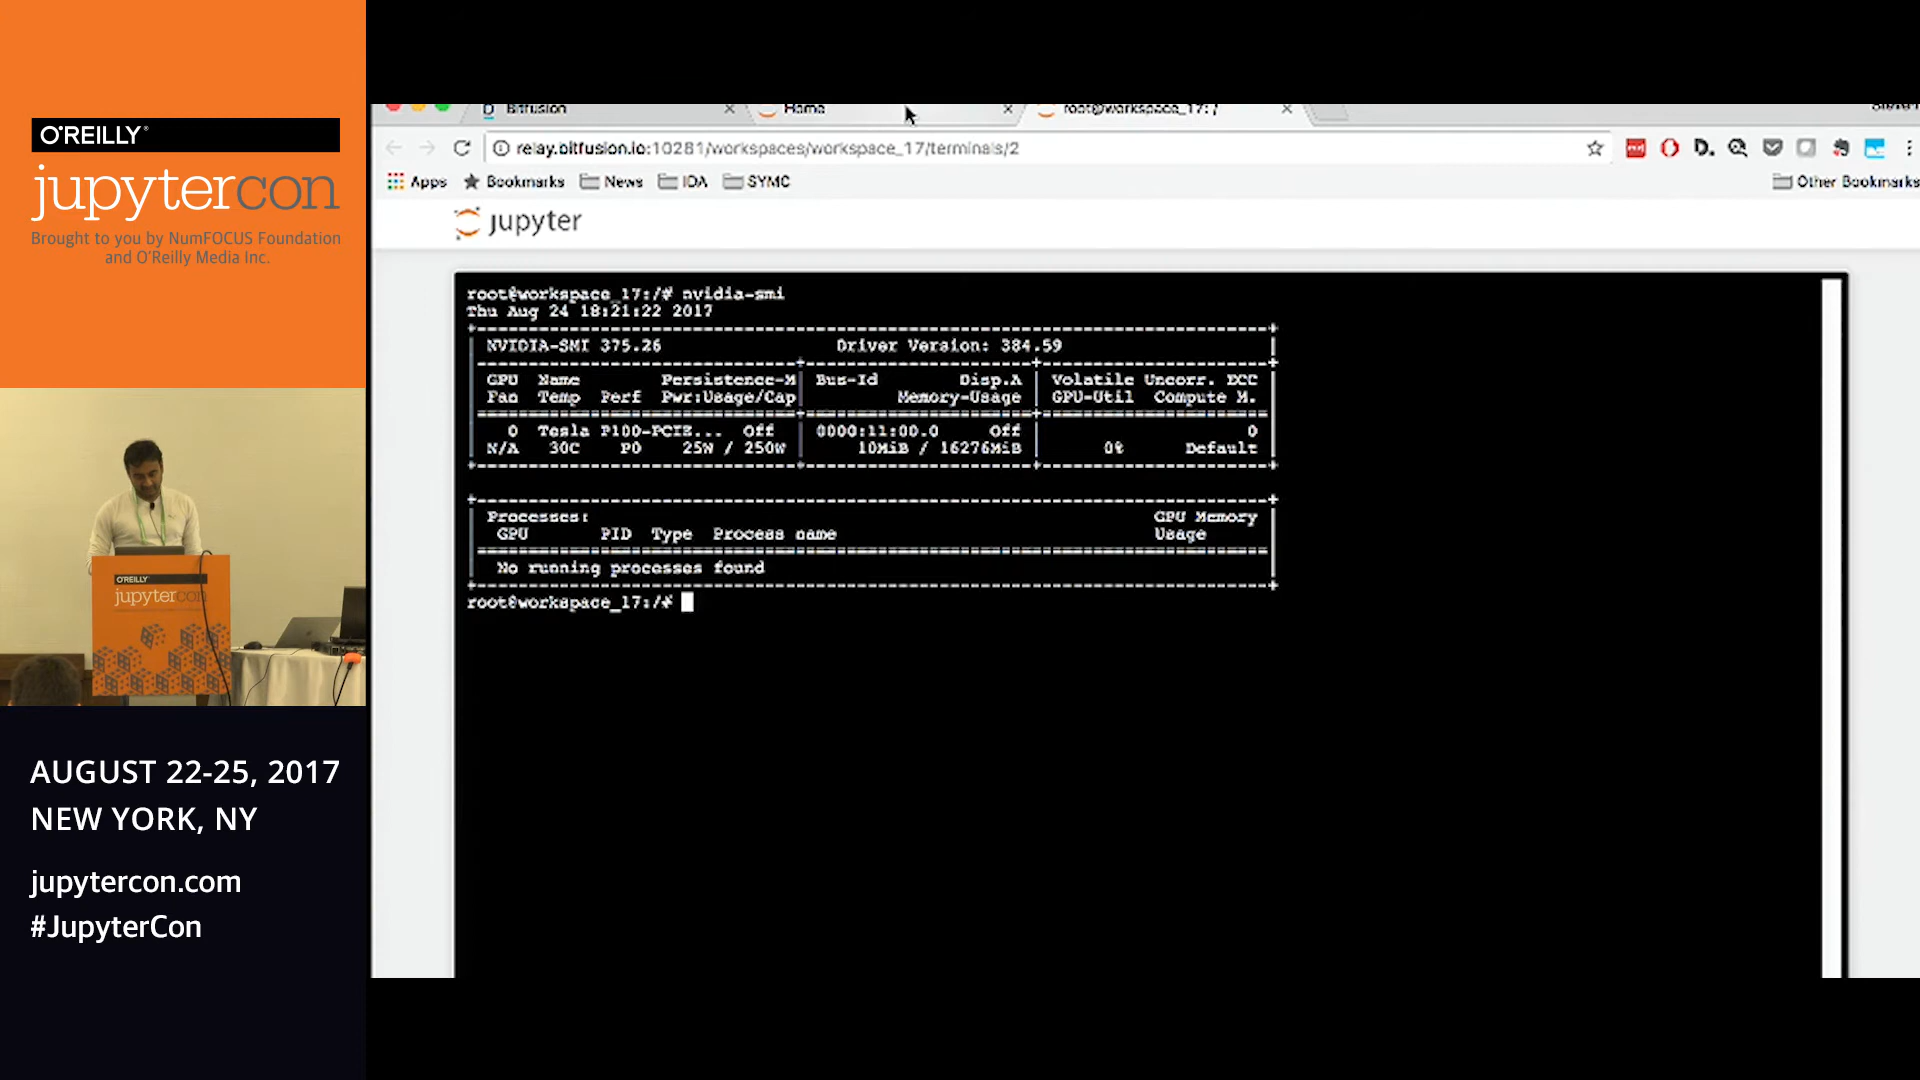 O'REILLY®
jupytercon
Brought to you by NumFOCUS Foundation
and O'Reilly Media Inc.
O'REILLY
jupytercon
AUGUST 22-25, 2017
NEW YORK, NY
jupytercon.com
#JupyterCon
Bitfusion
Home
root@workspace_17:/
relay.bitfusion.io:10281/workspaces/workspace_17/terminals/2
Apps Bookmarks News IDA SYMC Other Bookmarks
jupyter
root@workspace_17:/# nvidia-smi
Thu Aug 24 18:21:22 2017
NVIDIA-SMI 375.26 Driver Version: 384.59
GPU Name Persistence-M| Bus-Id Disp.A | Volatile Uncorr. ECC
Fan Temp Perf Pwr:Usage/Cap| Memory-Usage | GPU-Util Compute M.
0 Tesla P100-PCIE... Off | 0000:11:00.0 Off | 0
N/A 30C P0 25W / 250W | 10MiB / 16276MiB | 0% Default
Processes: GPU Memory
GPU PID Type Process name Usage
No running processes found
root@workspace_17:/#